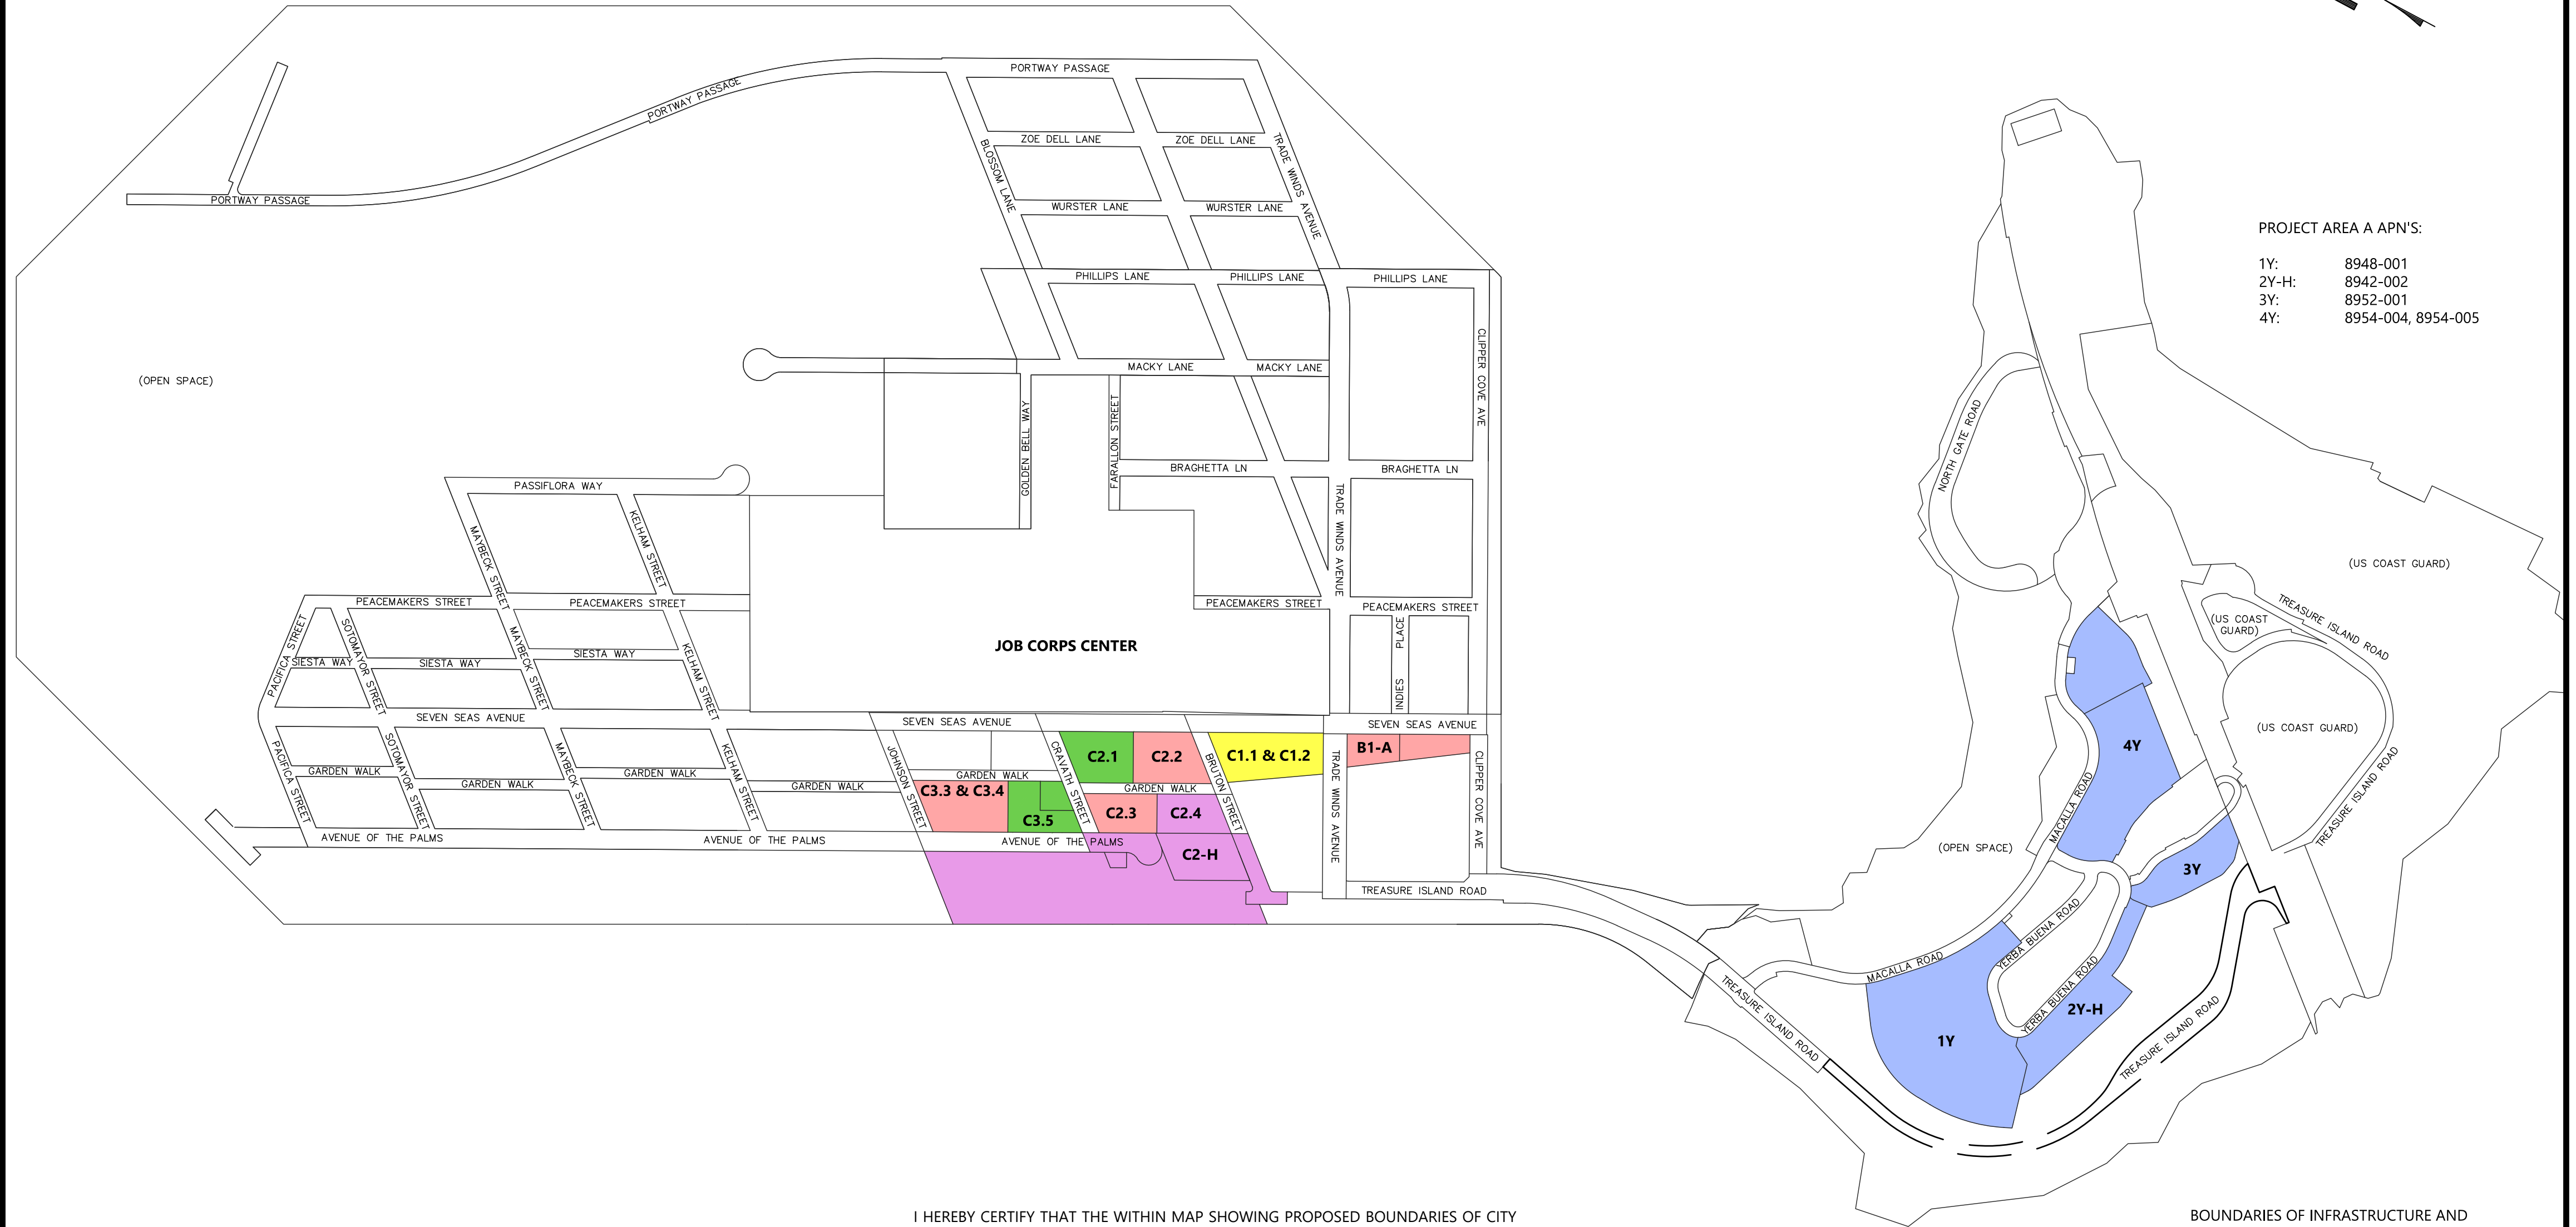 PORTWAY PASSAGE
PORTWAY PASSAGE
PORTWAY PASSAGE
ZOE DELL LANE
ZOE DELL LANE
BLOSSOM LANE
TRADE WINDS AVENUE
WURSTER LANE
WURSTER LANE
PHILLIPS LANE
PHILLIPS LANE
PHILLIPS LANE
CLIPPER COVE AVE
MACKY LANE
MACKY LANE
(OPEN SPACE)
GOLDEN BELL WAY
FARALLON STREET
BRAGHETTA LN
BRAGHETTA LN
TRADE WINDS AVENUE
PASSIFLORA WAY
MAYBECK STREET
KELHAM STREET
PEACEMAKERS STREET
PEACEMAKERS STREET
PEACEMAKERS STREET
PEACEMAKERS STREET
INDIES PLACE
JOB CORPS CENTER
PACIFICA STREET
SOTOMAYOR STREET
MAYBECK STREET
KELHAM STREET
SIESTA WAY
SIESTA WAY
SIESTA WAY
SEVEN SEAS AVENUE
SEVEN SEAS AVENUE
SEVEN SEAS AVENUE
PACIFICA STREET
SOTOMAYOR STREET
MAYBECK STREET
KELHAM STREET
JOHNSON STREET
CRAVATH STREET
BRUTON STREET
TRADE WINDS AVENUE
CLIPPER COVE AVE
GARDEN WALK
GARDEN WALK
GARDEN WALK
GARDEN WALK
GARDEN WALK
GARDEN WALK
C2.1
C2.2
C1.1 & C1.2
B1-A
C3.3 & C3.4
C3.5
C2.3
C2.4
C2-H
AVENUE OF THE PALMS
AVENUE OF THE PALMS
AVENUE OF THE PALMS
TREASURE ISLAND ROAD
PROJECT AREA A APN'S:
1Y: 8948-001
2Y-H: 8942-002
3Y: 8952-001
4Y: 8954-004, 8954-005
NORTH GATE ROAD
(US COAST GUARD)
(US COAST
GUARD)
TREASURE ISLAND ROAD
(US COAST GUARD)
TREASURE ISLAND ROAD
4Y
MACALLA ROAD
(OPEN SPACE)
3Y
YERBA BUENA ROAD
YERBA BUENA ROAD
MACALLA ROAD
2Y-H
1Y
TREASURE ISLAND ROAD
TREASURE ISLAND ROAD
I HEREBY CERTIFY THAT THE WITHIN MAP SHOWING PROPOSED BOUNDARIES OF CITY
BOUNDARIES OF INFRASTRUCTURE AND